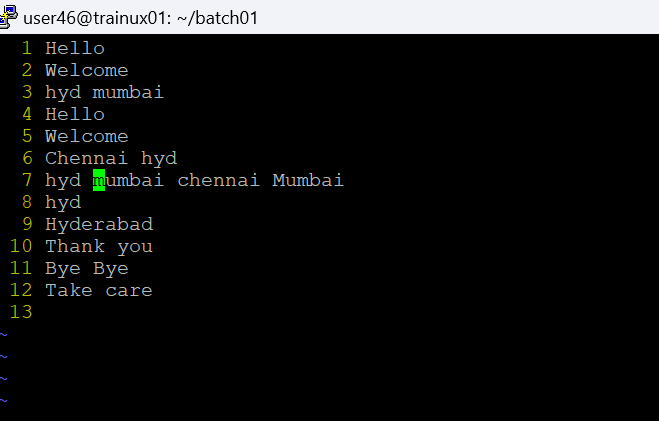 user46@trainux01: ~/batch01
1 Hello
2 Welcome
3 hyd mumbai
4 Hello
5 Welcome
6 Chennai hyd
7 hyd mumbai chennai Mumbai
8 hyd
9 Hyderabad
10 Thank you
11 Bye Bye
12 Take care
13
~
~
~
~